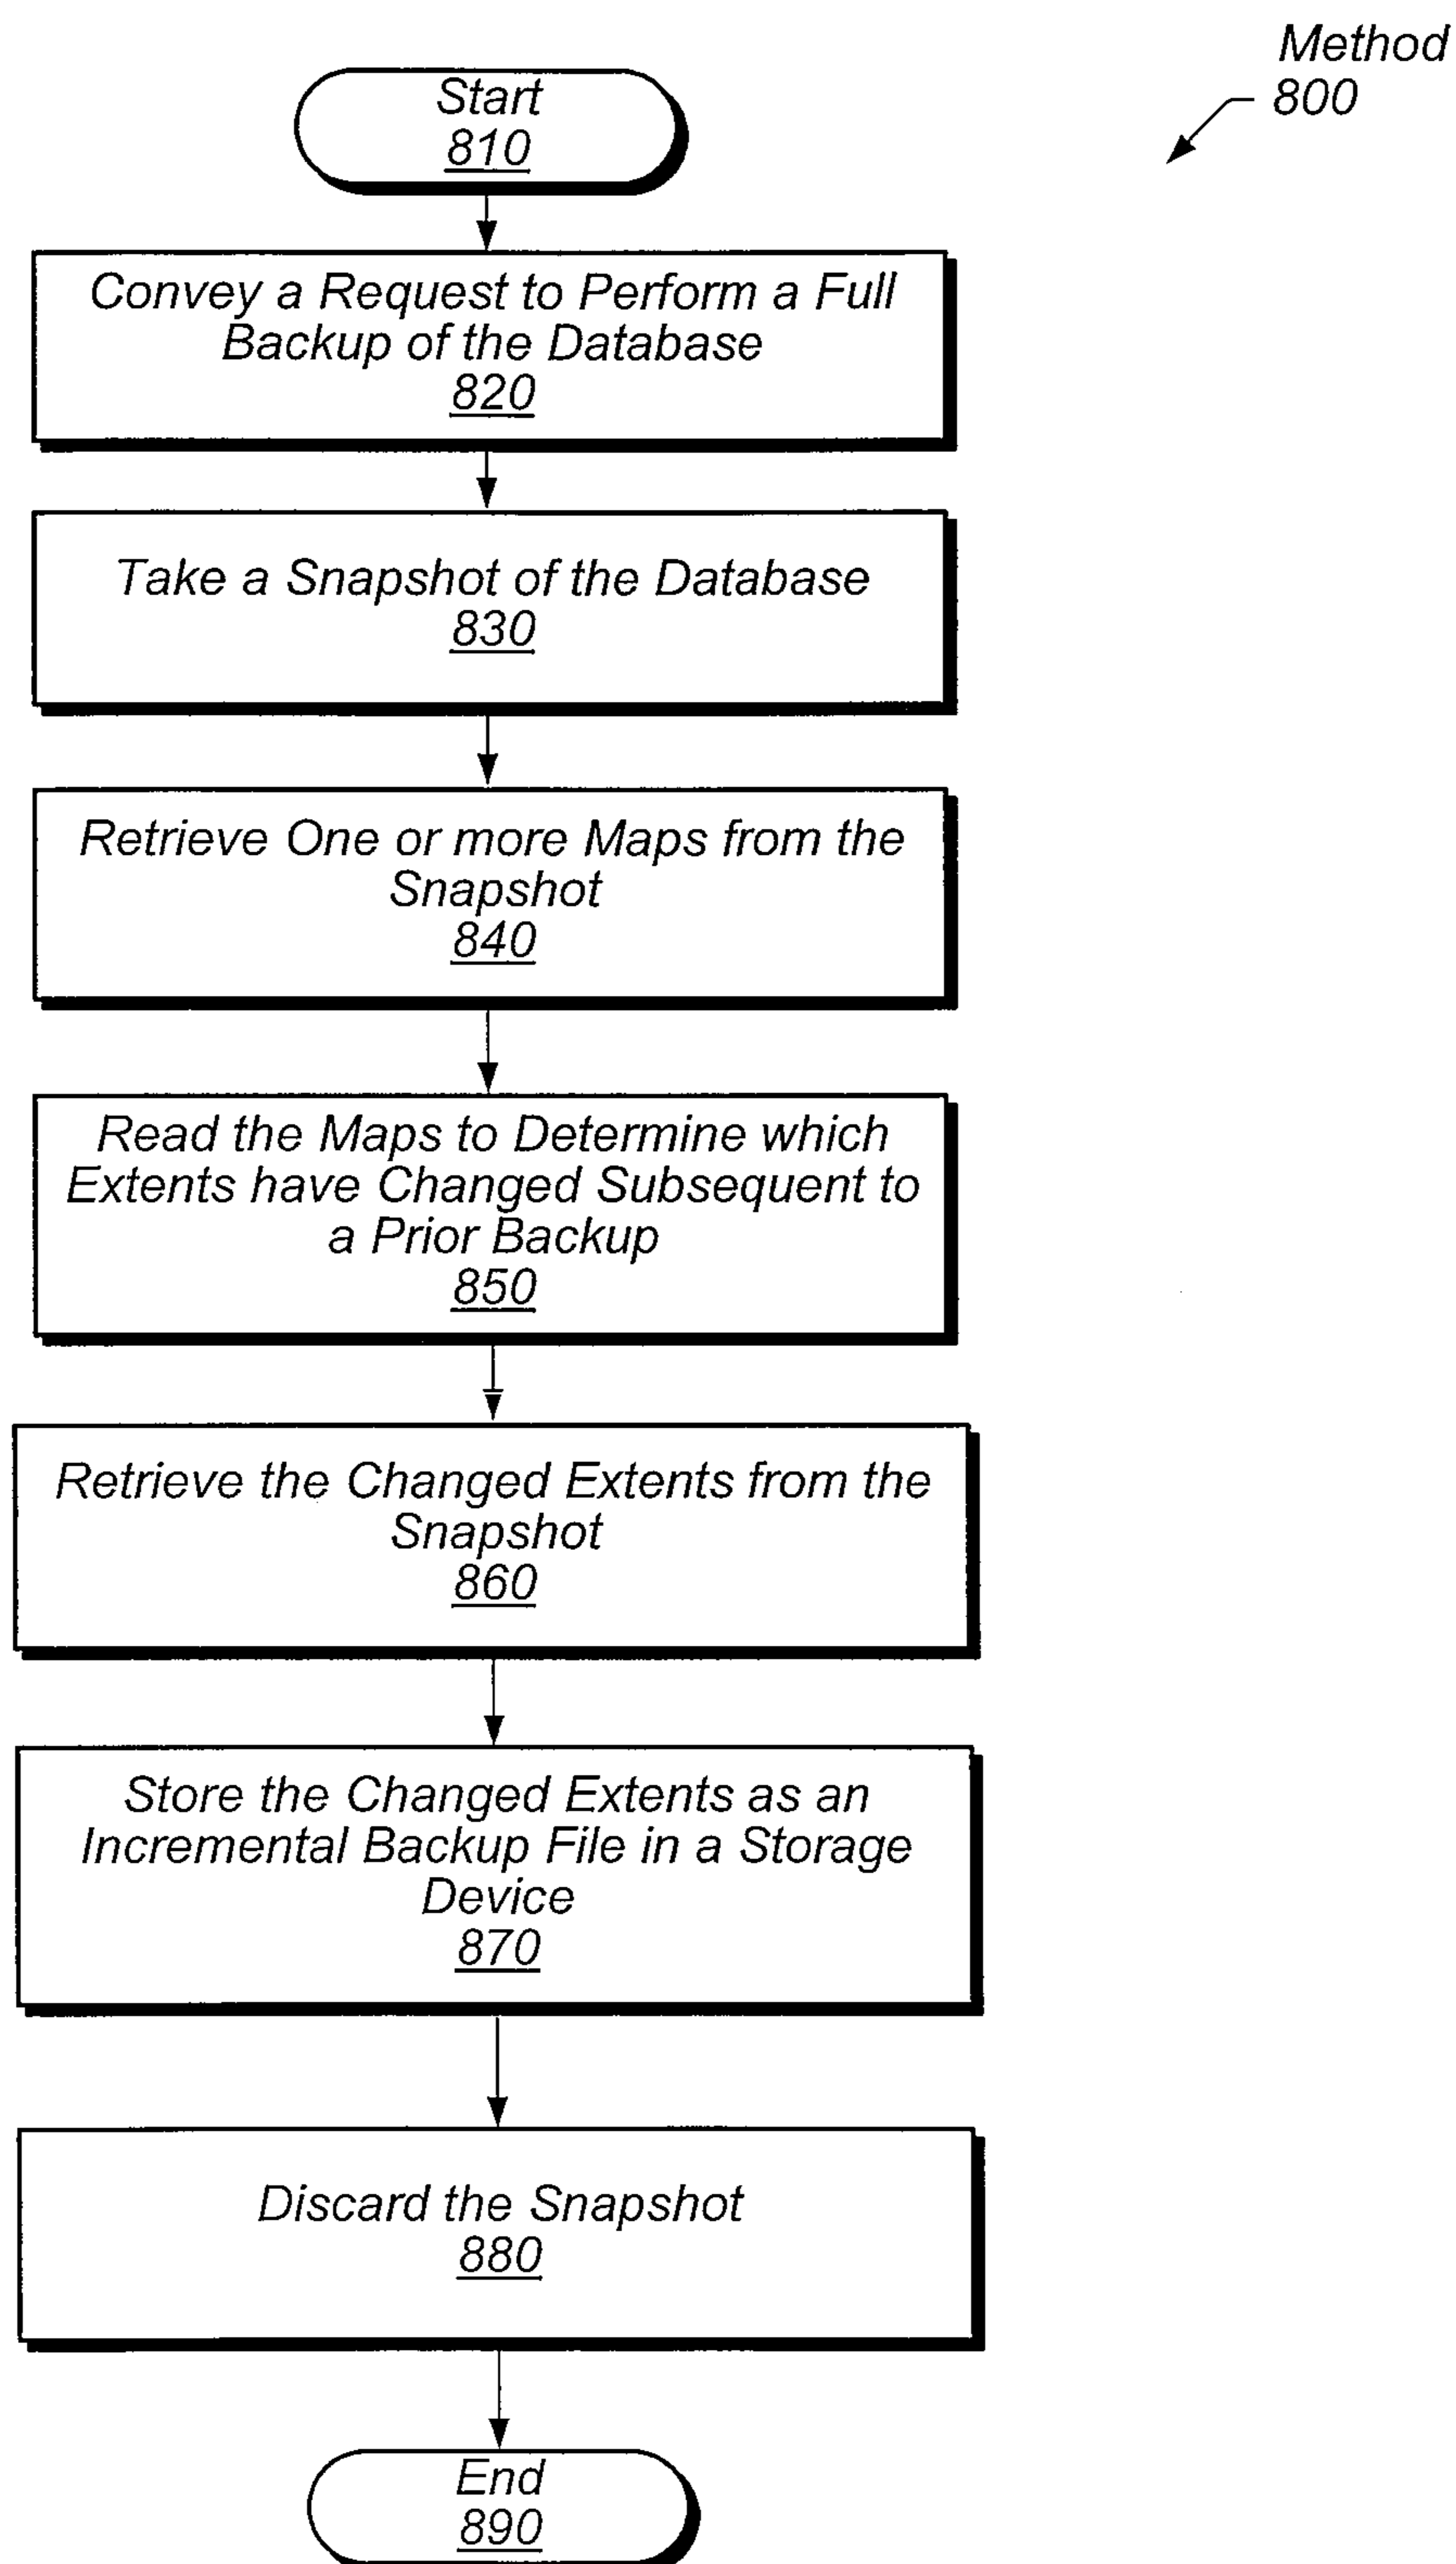 Method
800
Start
810
Convey a Request to Perform a Full
Backup of the Database
820
Take a Snapshot of the Database
830
Retrieve One or more Maps from the
Snapshot
840
Read the Maps to Determine which
Extents have Changed Subsequent to
a Prior Backup
850
Retrieve the Changed Extents from the
Snapshot
860
Store the Changed Extents as an
Incremental Backup File in a Storage
Device
870
Discard the Snapshot
880
End
890